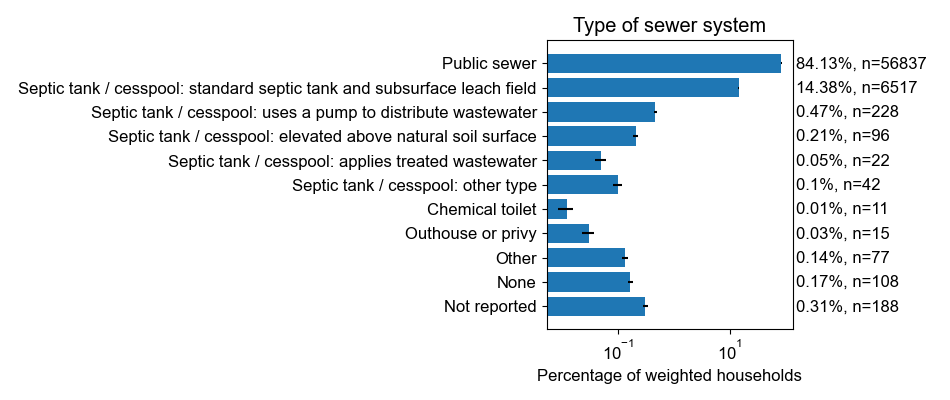 Type of sewer system
Public sewer 84.13%, n=56837
Septic tank / cesspool: standard septic tank and subsurface leach field 14.38%, n=6517
Septic tank / cesspool: uses a pump to distribute wastewater 0.47%, n=228
Septic tank / cesspool: elevated above natural soil surface 0.21%, n=96
Septic tank / cesspool: applies treated wastewater 0.05%, n=22
Septic tank / cesspool: other type 0.1%, n=42
Chemical toilet 0.01%, n=11
Outhouse or privy 0.03%, n=15
Other 0.14%, n=77
None 0.17%, n=108
Not reported 0.31%, n=188
10⁻¹ 10¹
Percentage of weighted households